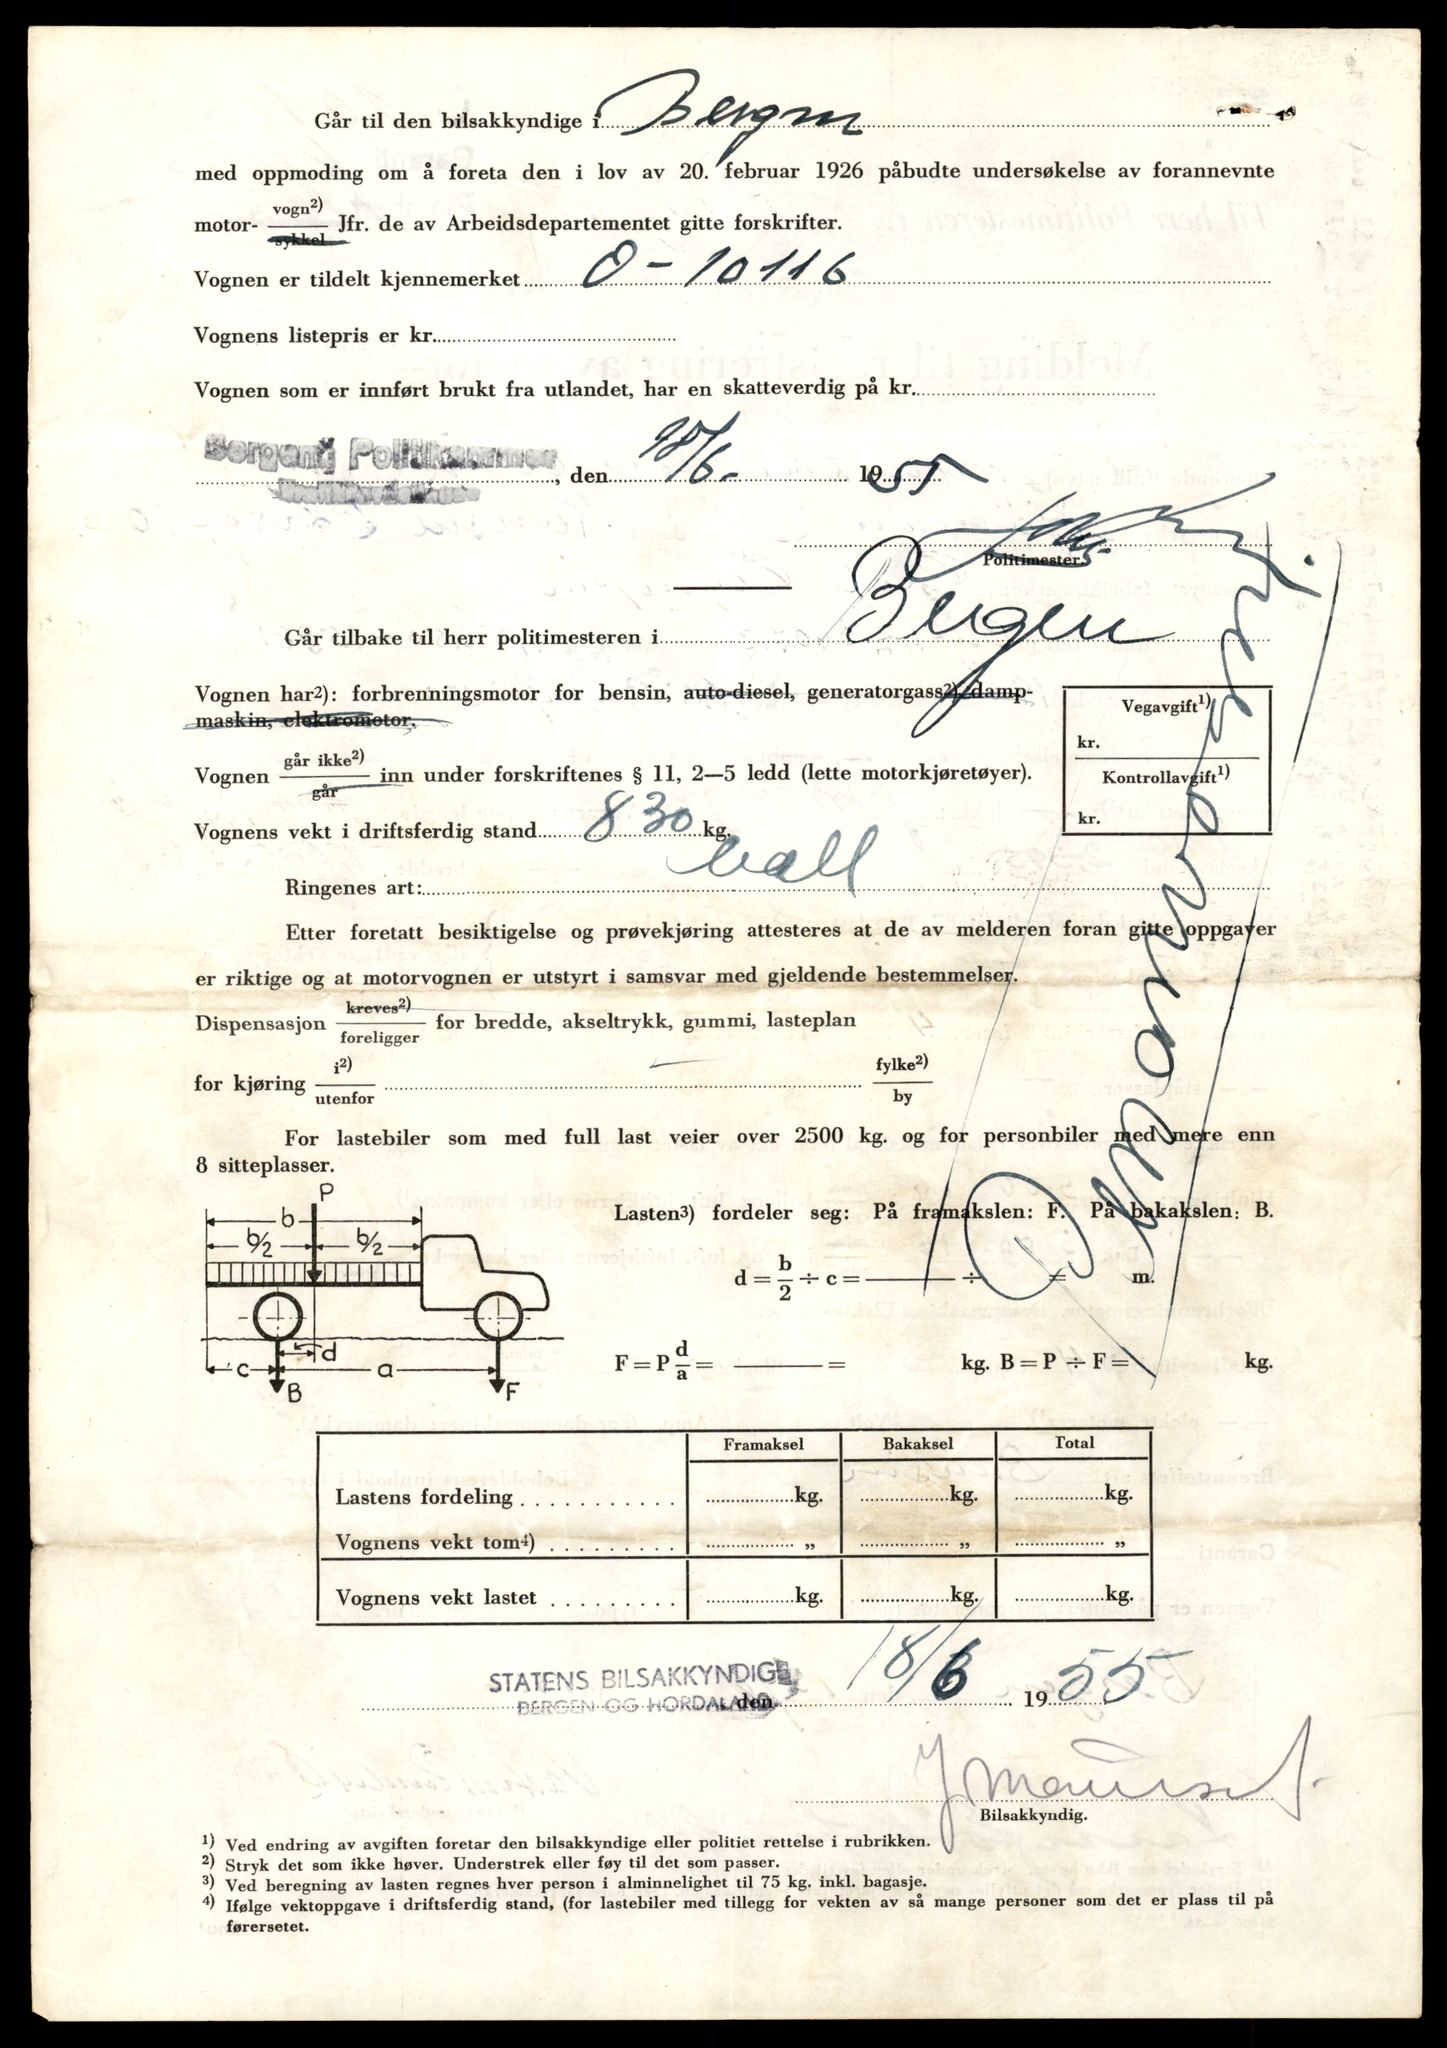 Går til den bilsakkyndige i Bergen
med oppmoding om å foreta den i lov av 20. februar 1926 påbudte undersøkelse av forannevnte
motor- vogn²) / sykkel Jfr. de av Arbeidsdepartementet gitte forskrifter.
Vognen er tildelt kjennemerket O-10116
Vognens listepris er kr.
Vognen som er innført brukt fra utlandet, har en skatteverdig på kr.
Bergens Politikammer
, den /6- 1955
Politimester.
Går tilbake til herr politimesteren i Bergen
Vognen har²): forbrenningsmotor for bensin, auto-diesel, generatorgass²), damp-
maskin, elektromotor.
Vegavgift¹)
kr.
Kontrollavgift¹)
kr.
Vognen går ikke²) / går inn under forskriftenes § 11, 2—5 ledd (lette motorkjøretøyer).
Vognens vekt i driftsferdig stand 830 kg.
Ringenes art:
Etter foretatt besiktigelse og prøvekjøring attesteres at de av melderen foran gitte oppgaver
er riktige og at motorvognen er utstyrt i samsvar med gjeldende bestemmelser.
Dispensasjon kreves²) / foreligger for bredde, akseltrykk, gummi, lasteplan
for kjøring i²) / utenfor — fylke²) / by
For lastebiler som med full last veier over 2500 kg. og for personbiler med mere enn
8 sitteplasser.
P
b
b/2 b/2
c d a
B F
Lasten³) fordeler seg: På framakslen: F. På bakakslen: B.
d = b/2 ÷ c = ——— ÷ = m.
F = P d/a = ——— = kg. B = P ÷ F = kg.
Personvogn
Framaksel Bakaksel Total
Lastens fordeling . . . . . . . . . . kg. kg. kg.
Vognens vekt tom⁴) . . . . . . . . „ „ „
Vognens vekt lastet . . . . . . . . kg. kg. kg.
STATENS BILSAKKYNDIGE
BERGEN OG HORDALAND
, den 18/6 1955
Bilsakkyndig.
¹) Ved endring av avgiften foretar den bilsakkyndige eller politiet rettelse i rubrikken.
²) Stryk det som ikke høver. Understrek eller føy til det som passer.
³) Ved beregning av lasten regnes hver person i alminnelighet til 75 kg. inkl. bagasje.
⁴) Ifølge vektoppgave i driftsferdig stand, (for lastebiler med tillegg for vekten av så mange personer som det er plass til på
førersetet.